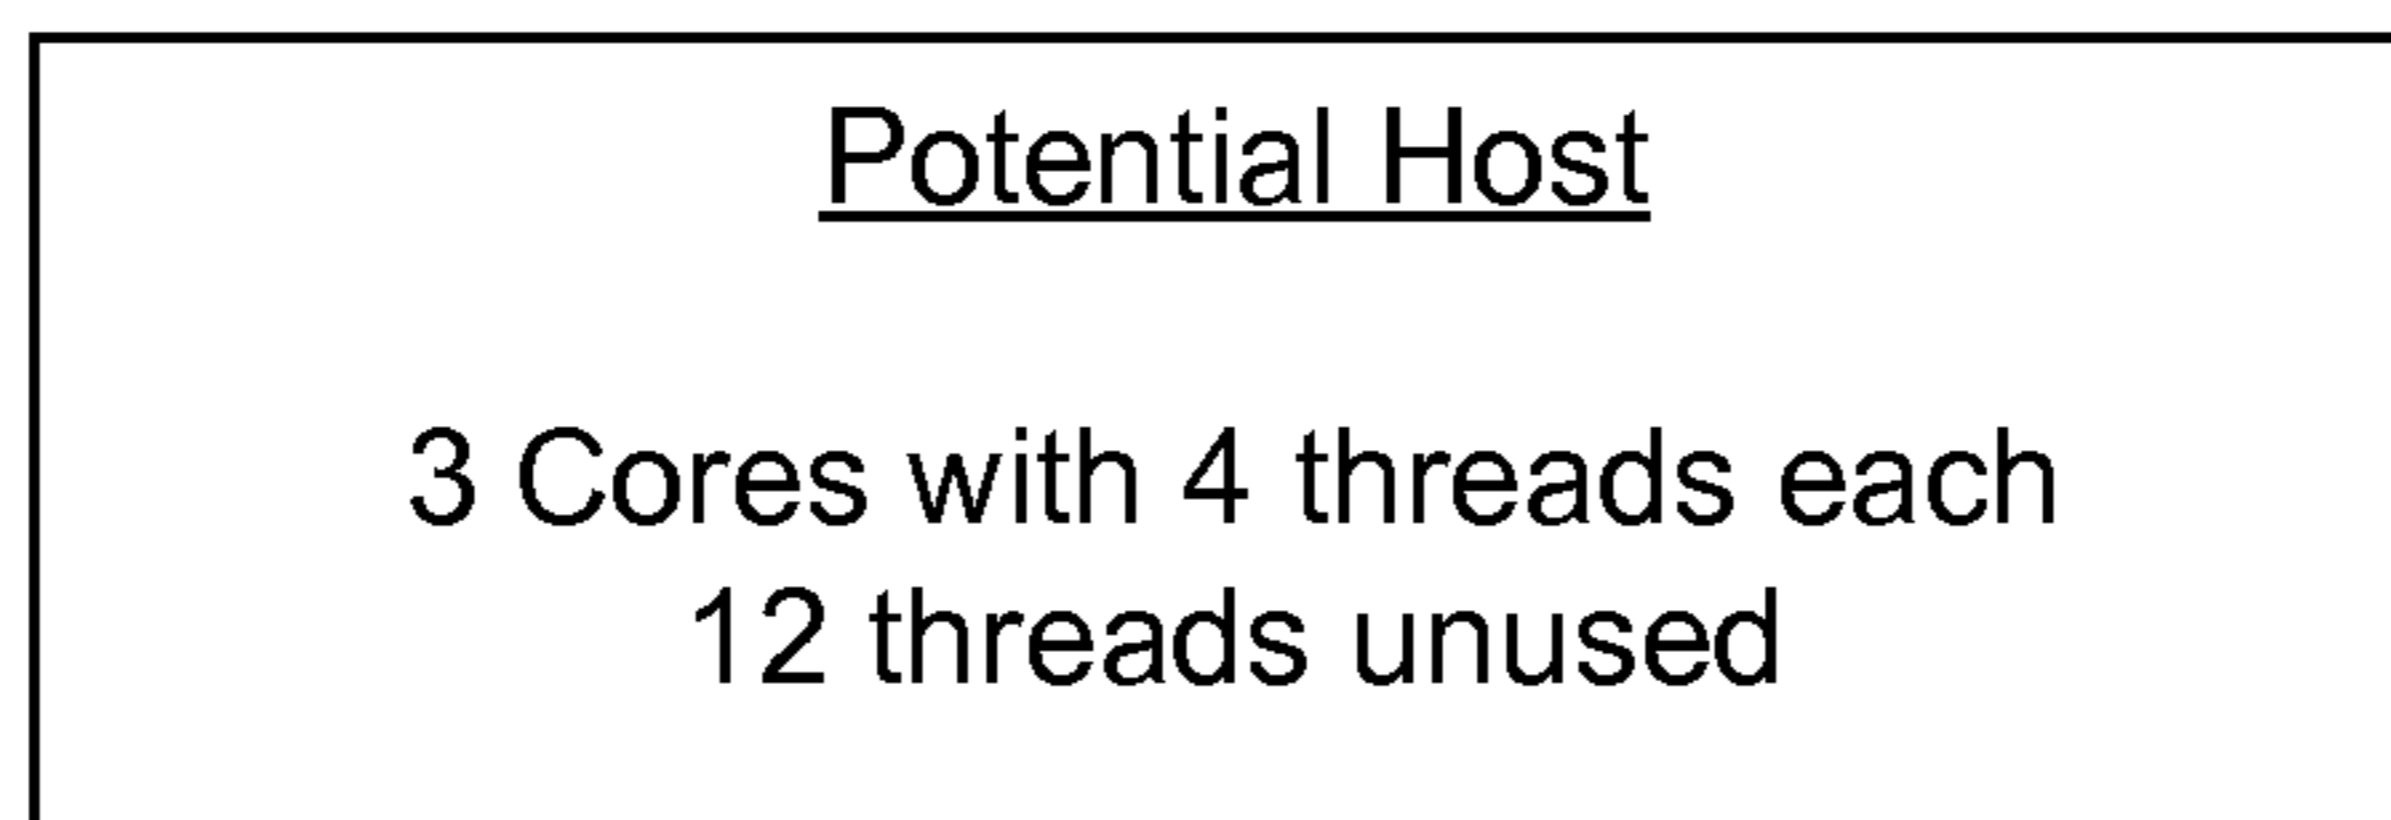 Potential Host
3 Cores with 4 threads each
12 threads unused